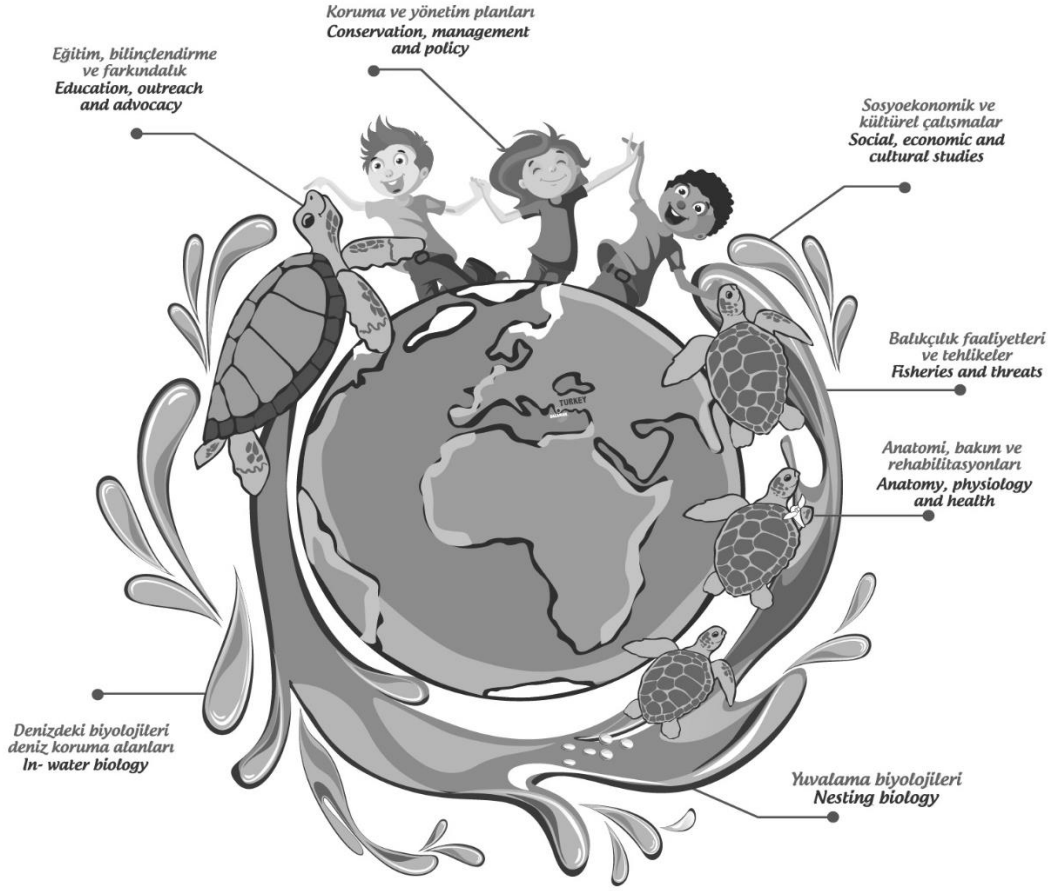 Koruma ve yönetim planları
Conservation, management
and policy
Eğitim, bilinçlendirme
ve farkındalık
Education, outreach
and advocacy
Sosyoekonomik ve
kültürel çalısmalar
Social, economic and
cultural studies
Balıkçılık faaliyetleri
ve tehlikeler
Fisheries and threats
TURKEY
Anatomi, bakım ve
rehabilitasyonları
Anatomy, physiology
and health
Denizdeki biyolojileri
deniz koruma alanları
In- water biology
Yuvalama biyolojileri
Nesting biology